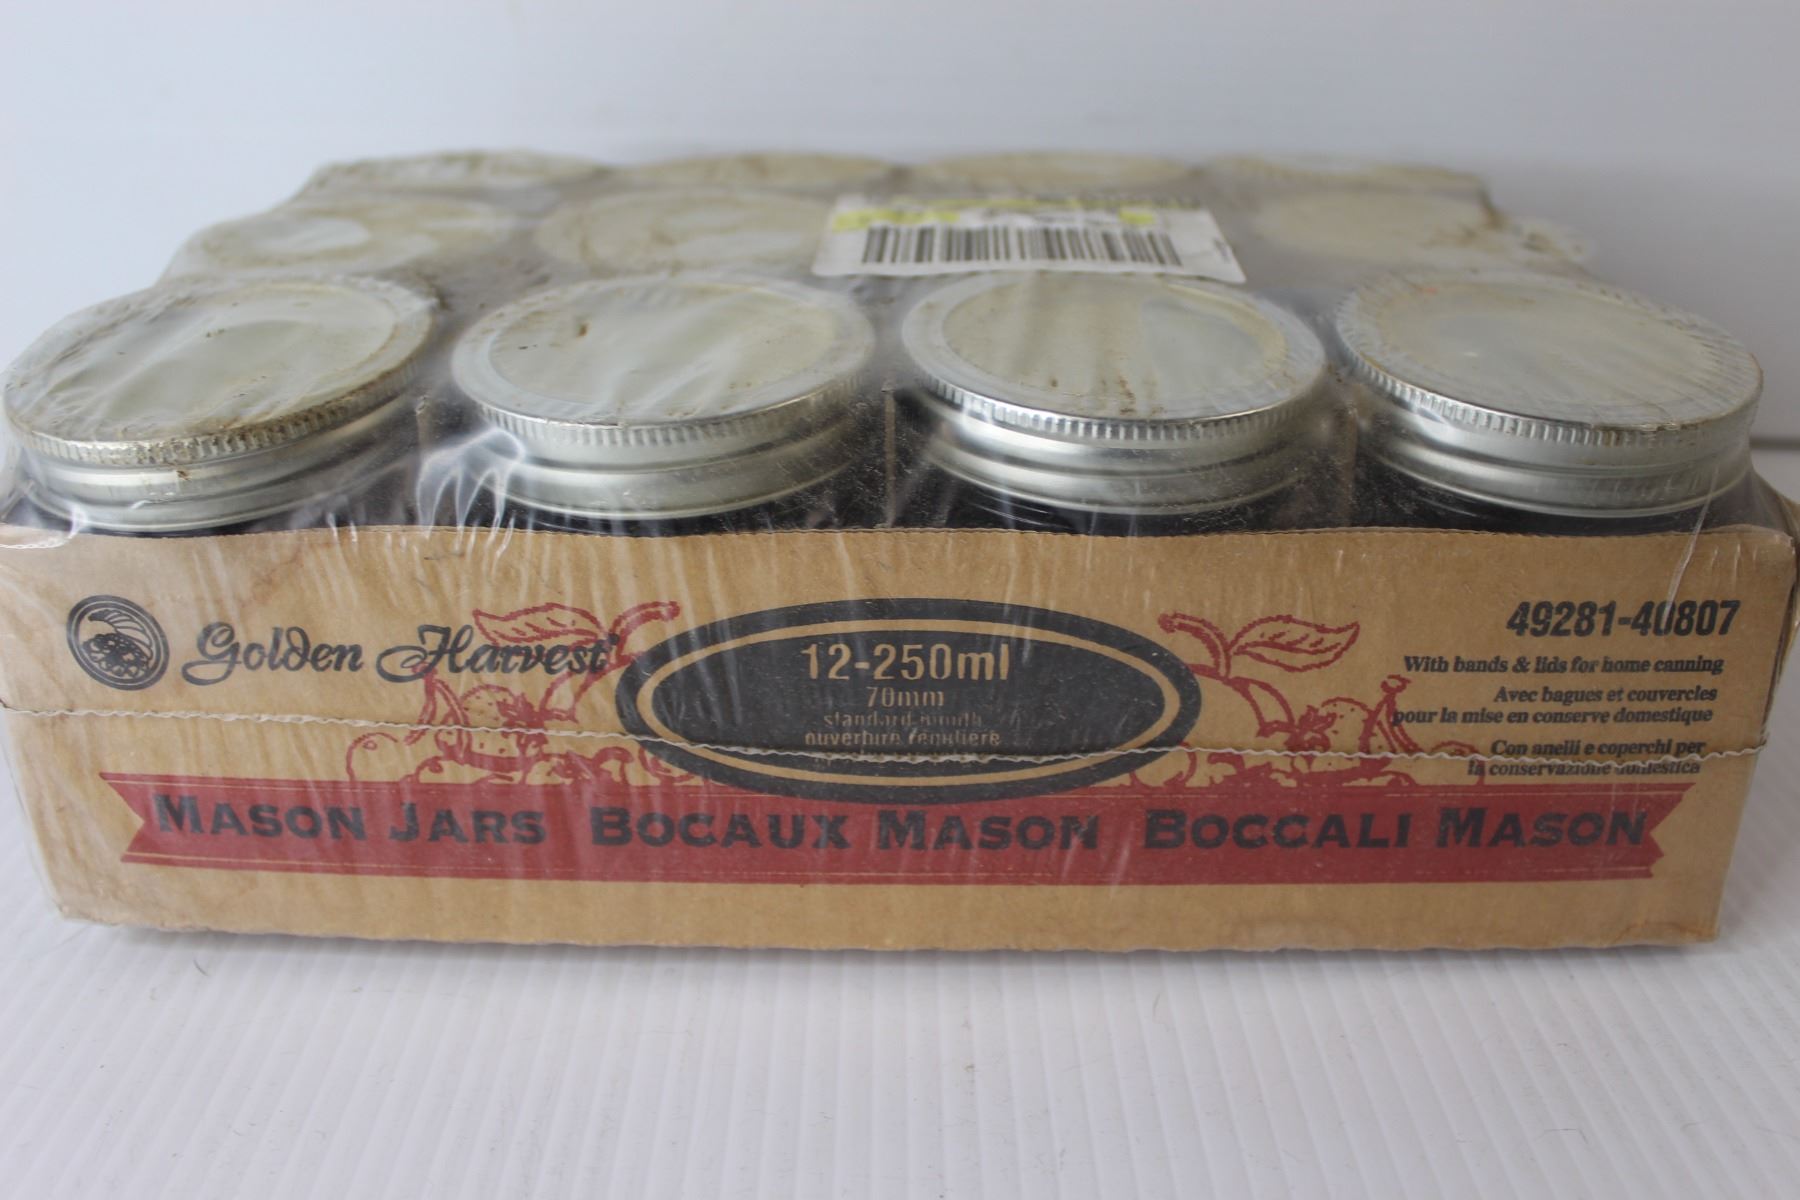 Golden Harvest
12-250ml
70mm
standard mouth
ouverture régulière
49281-40807
With bands & lids for home canning
Avec bagues et couvercles
pour la mise en conserve domestique
Con anelli e coperchi per
la conservazione domestica
MASON JARS BOCAUX MASON BOCCALI MASON